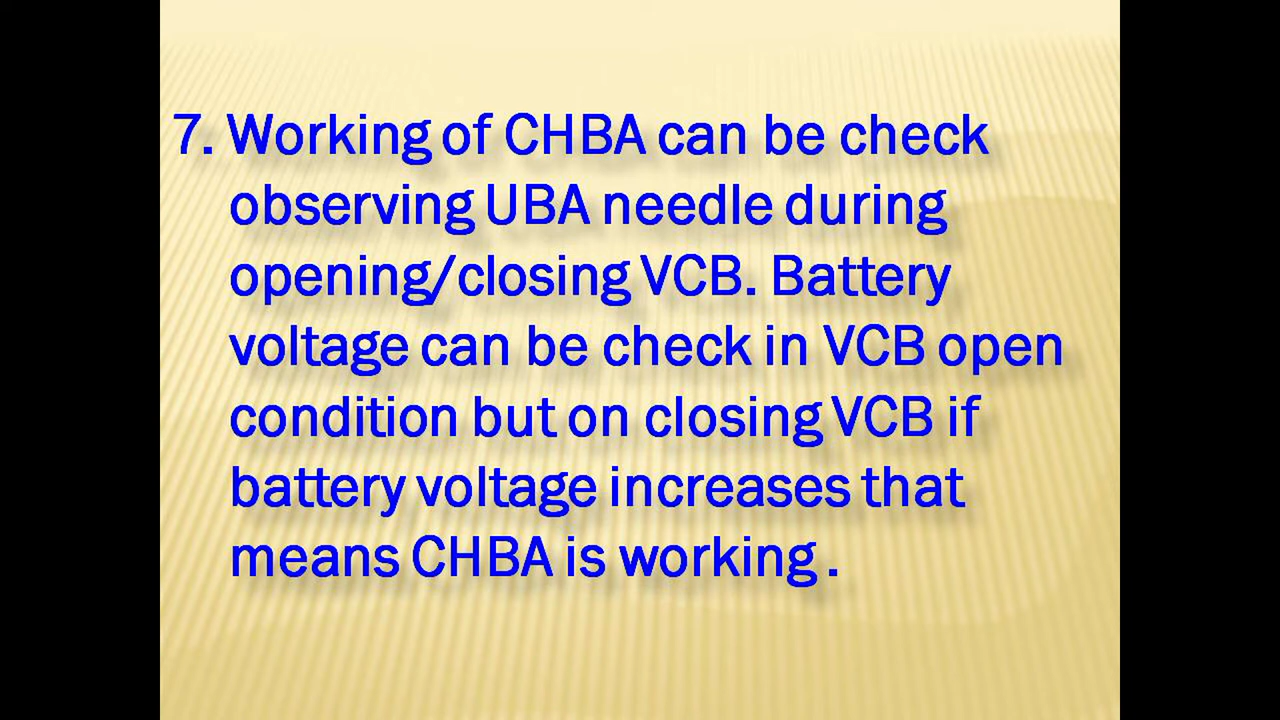 7. Working of CHBA can be check
observing UBA needle during
opening/closing VCB. Battery
voltage can be check in VCB open
condition but on closing VCB if
battery voltage increases that
means CHBA is working .